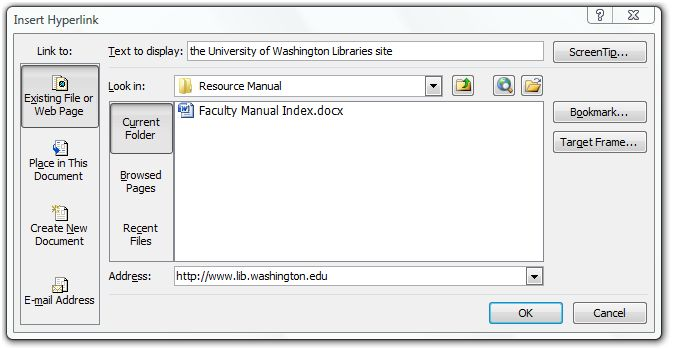 Insert Hyperlink
Link to:
Text to display: the University of Washington Libraries site
ScreenTip...
Existing File or
Web Page
Place in This
Document
Create New
Document
E-mail Address
Look in: Resource Manual
Current
Folder
Browsed
Pages
Recent
Files
Faculty Manual Index.docx
Bookmark...
Target Frame...
Address: http://www.lib.washington.edu
OK Cancel